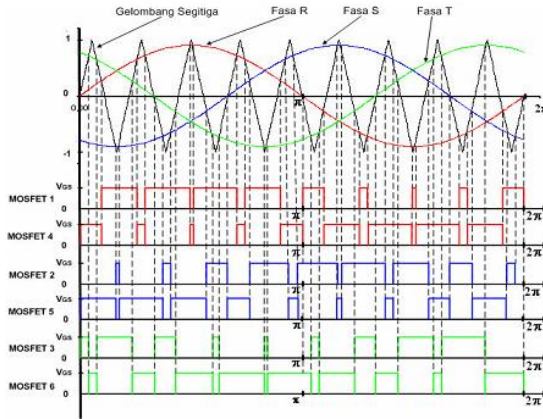 Gelombang Segitiga Fasa R Fasa S Fasa T
1
0
0,00
π
2π
-1
MOSFET 1 VGS
0
π 2π
MOSFET 4 VGS
0
π 2π
MOSFET 2 VGS
0
π 2π
MOSFET 5 VGS
0
π 2π
MOSFET 3 VGS
0
π 2π
MOSFET 6 VGS
0
π 2π